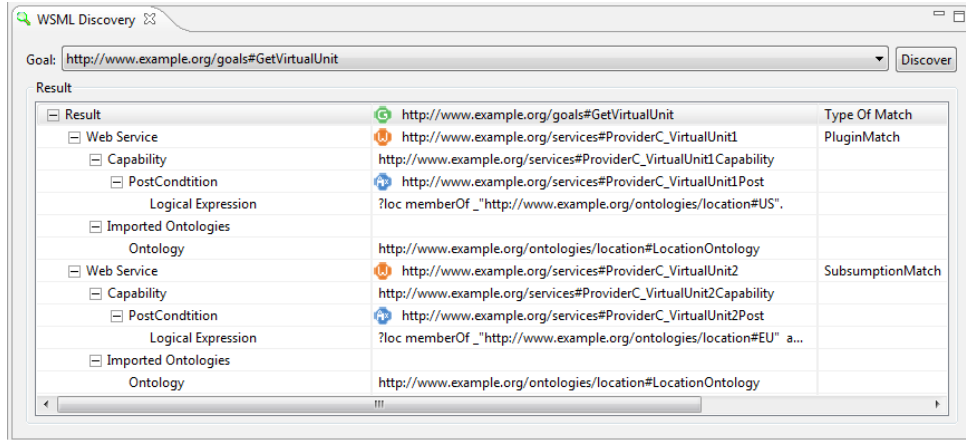 WSML Discovery
Goal: http://www.example.org/goals#GetVirtualUnit Discover
Result
Result http://www.example.org/goals#GetVirtualUnit Type Of Match
Web Service http://www.example.org/services#ProviderC_VirtualUnit1 PluginMatch
Capability http://www.example.org/services#ProviderC_VirtualUnit1Capability
PostCondtition http://www.example.org/services#ProviderC_VirtualUnit1Post
Logical Expression ?loc memberOf _"http://www.example.org/ontologies/location#US".
Imported Ontologies
Ontology http://www.example.org/ontologies/location#LocationOntology
Web Service http://www.example.org/services#ProviderC_VirtualUnit2 SubsumptionMatch
Capability http://www.example.org/services#ProviderC_VirtualUnit2Capability
PostCondtition http://www.example.org/services#ProviderC_VirtualUnit2Post
Logical Expression ?loc memberOf _"http://www.example.org/ontologies/location#EU" a...
Imported Ontologies
Ontology http://www.example.org/ontologies/location#LocationOntology